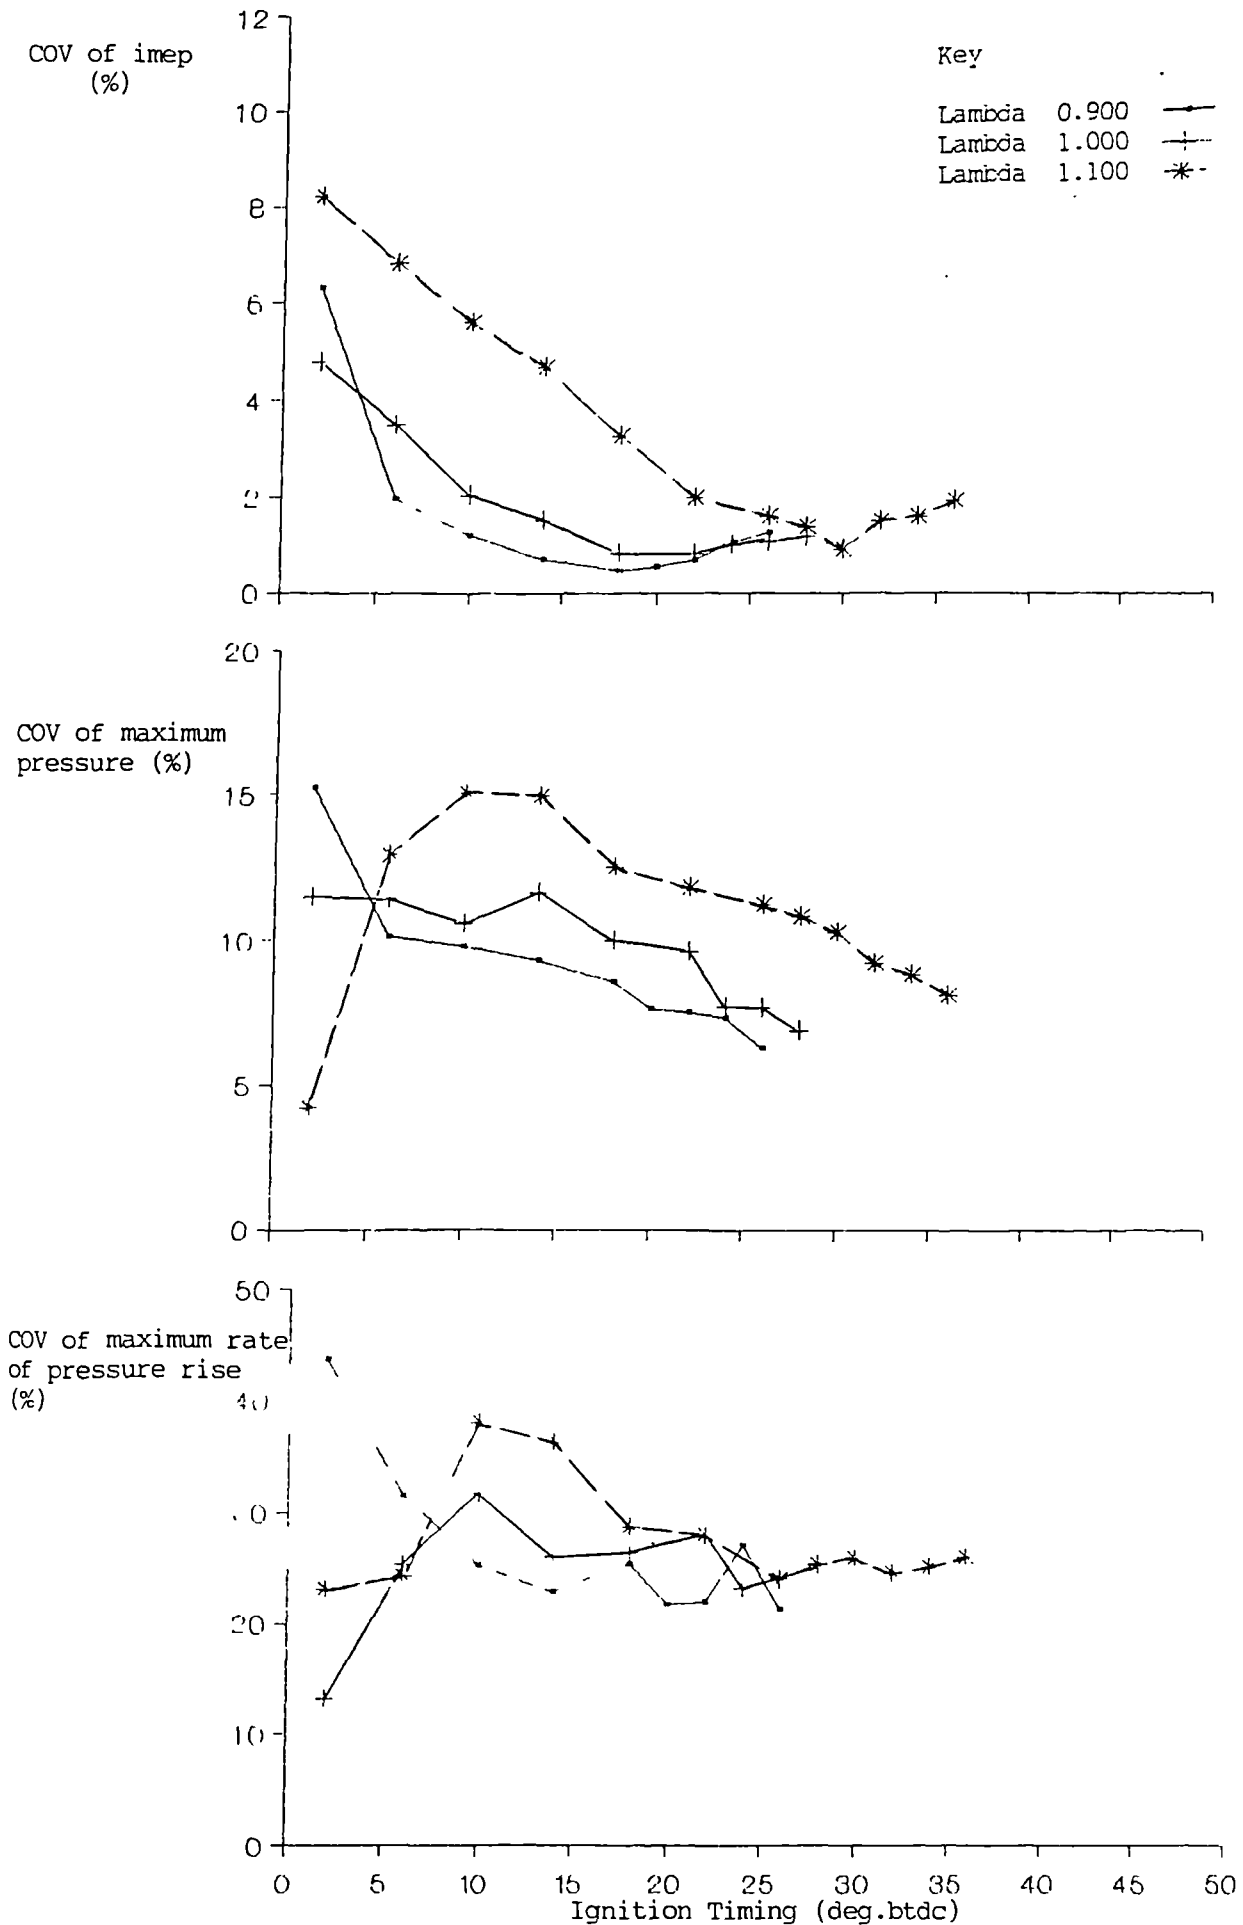 12
COV of imep
(%)
10
8
6
4
2
0
Key
Lambda 0.900
Lambda 1.000
Lambda 1.100
20
COV of maximum
pressure (%)
15
10
5
0
50
COV of maximum rate
of pressure rise
(%)
40
0
20
10
0
0 5 10 15 20 25 30 35 40 45 50
Ignition Timing (deg.btdc)